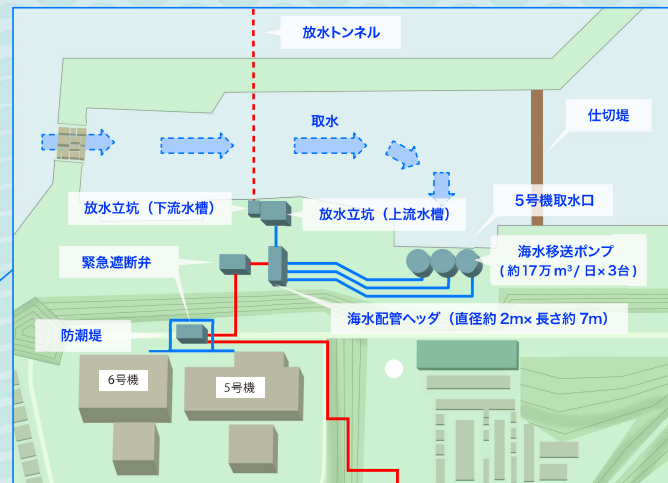 放水トンネル
取水
仕切堤
放水立坑（下流水槽）
放水立坑（上流水槽）
5号機取水口
緊急遮断弁
海水移送ポンプ
(約17万m³/日×3台)
防潮堤
海水配管ヘッダ（直径約2m×長さ約7m）
6号機
5号機